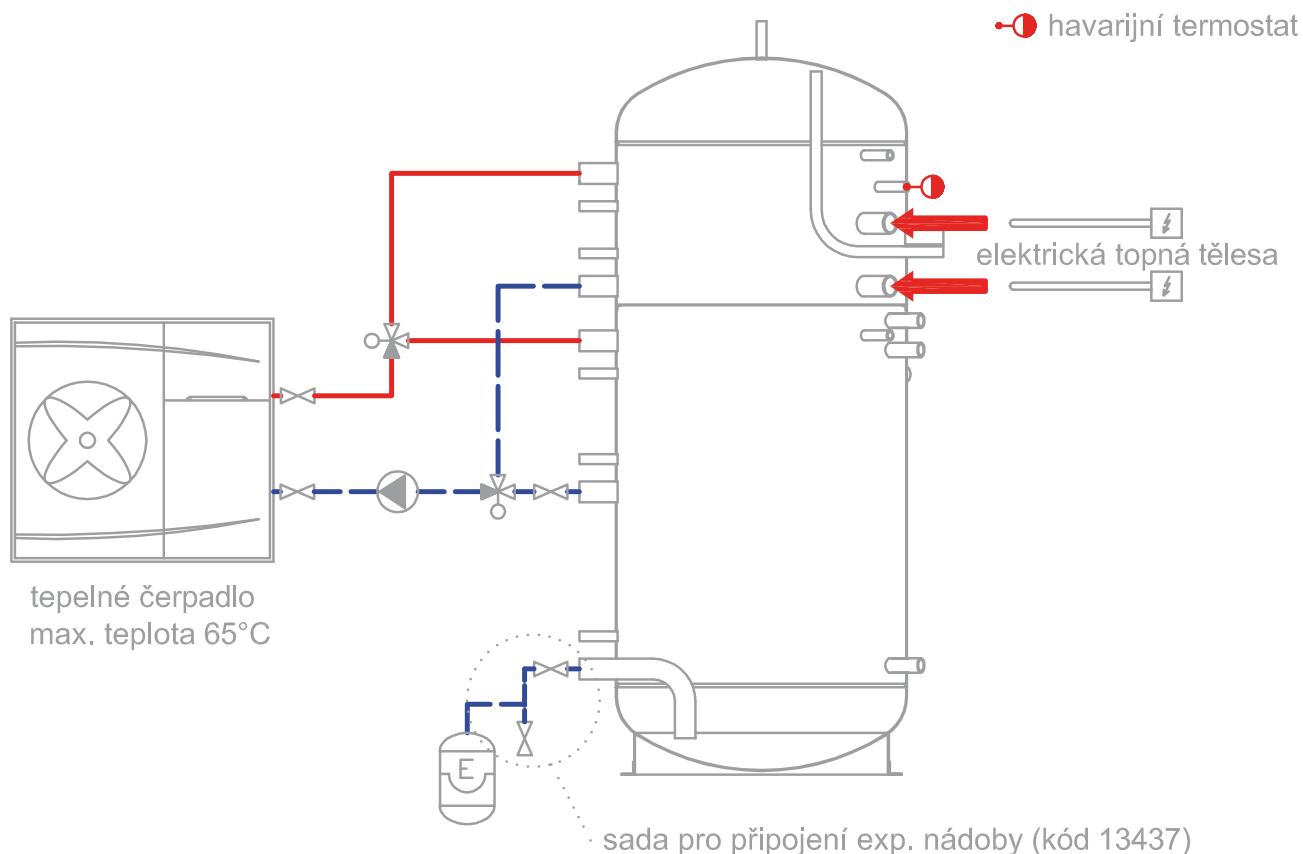 havarijní termostat
elektrická topná tělesa
tepelné čerpadlo
max. teplota 65°C
E
sada pro připojení exp. nádoby (kód 13437)